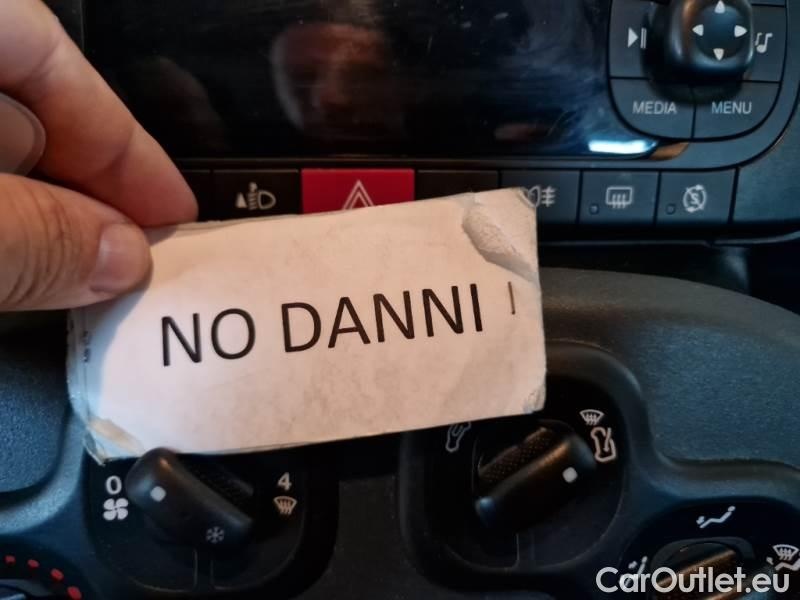 MEDIA MENU
NO DANNI
0 4
CarOutlet.eu